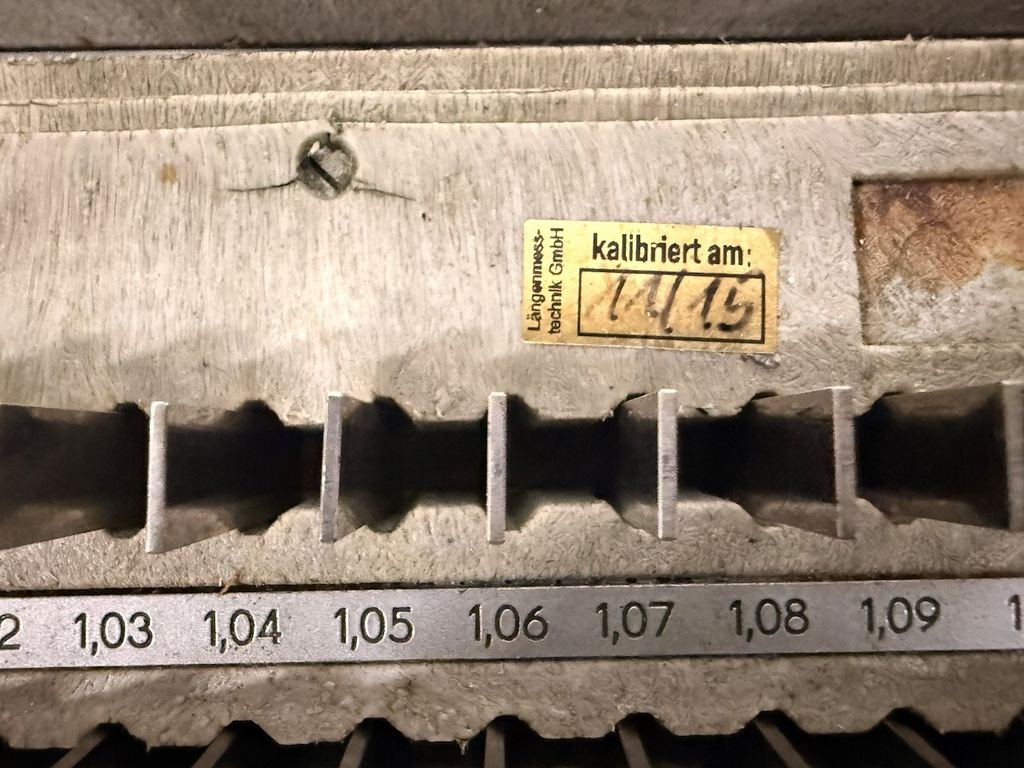 Längenmess-
technik GmbH
kalibriert am:
11/15
2 1,03 1,04 1,05 1,06 1,07 1,08 1,09 1